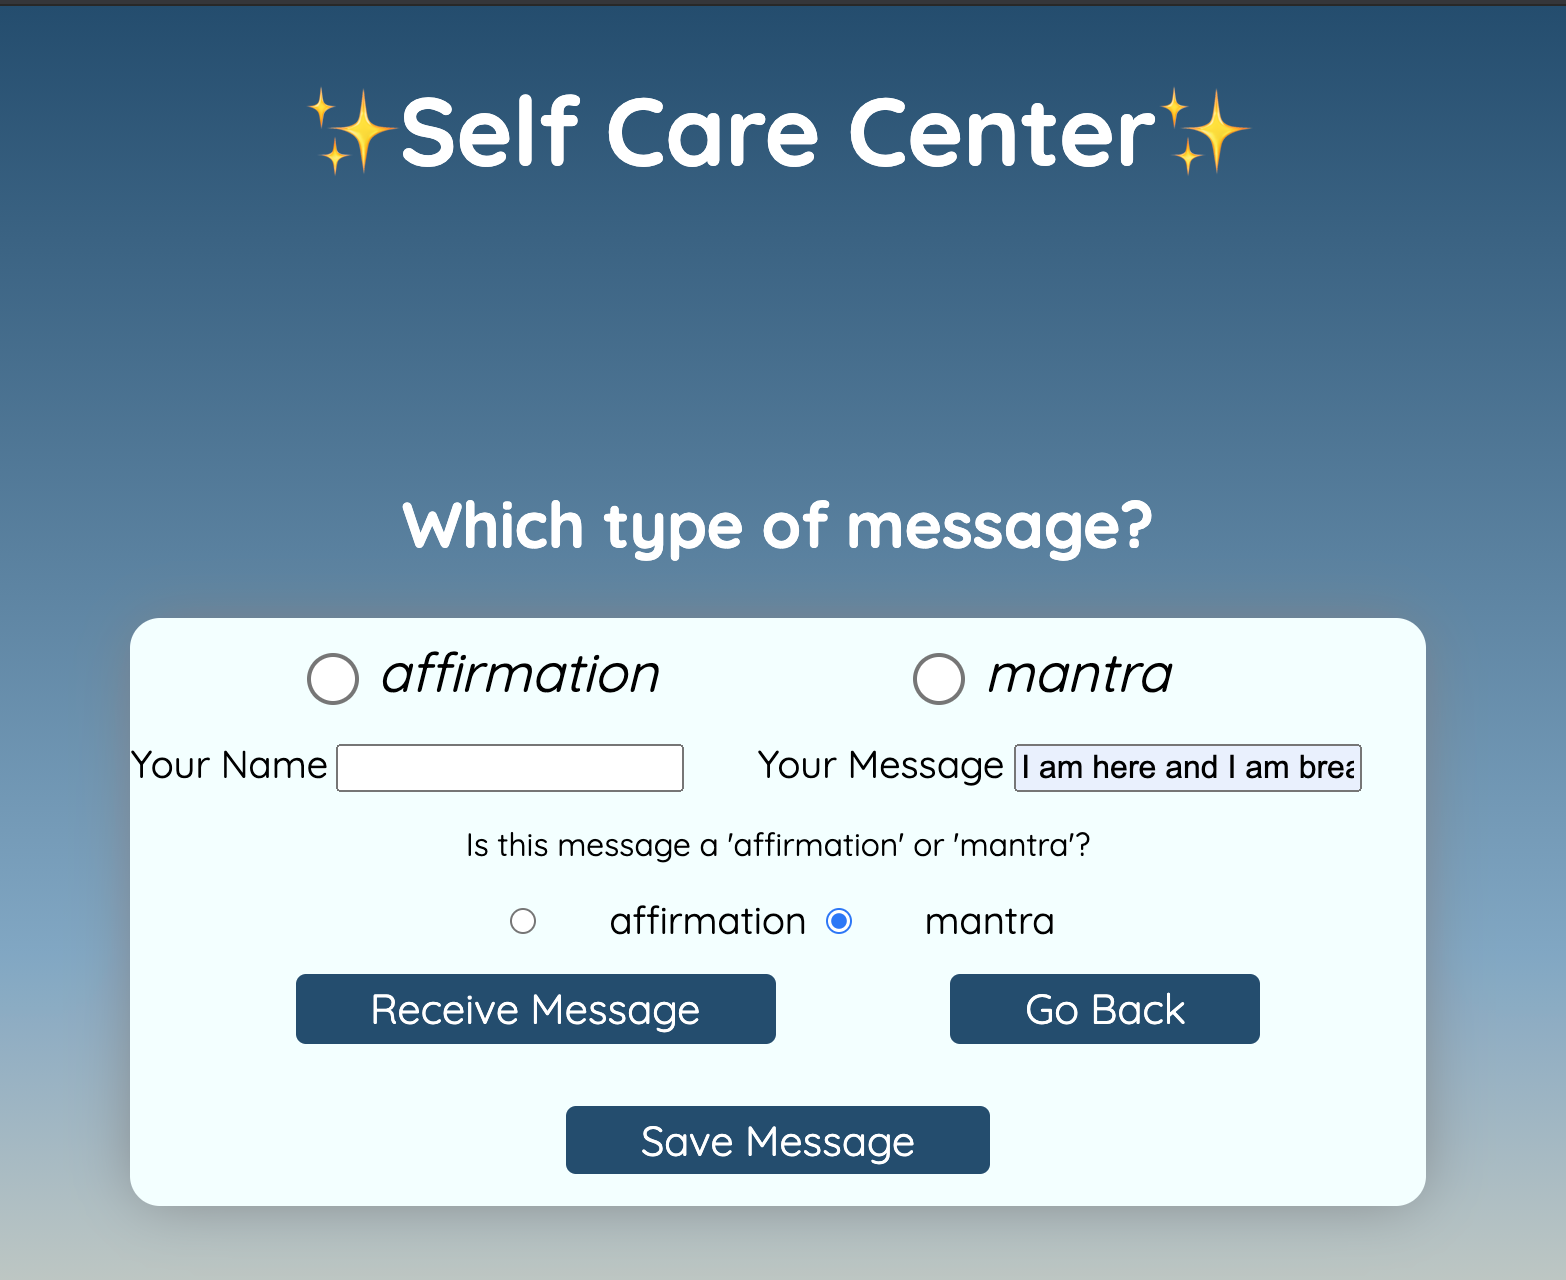 ✨Self Care Center✨
Which type of message?
affirmation mantra
Your Name Your Message I am here and I am brea
Is this message a 'affirmation' or 'mantra'?
affirmation mantra
Receive Message Go Back
Save Message